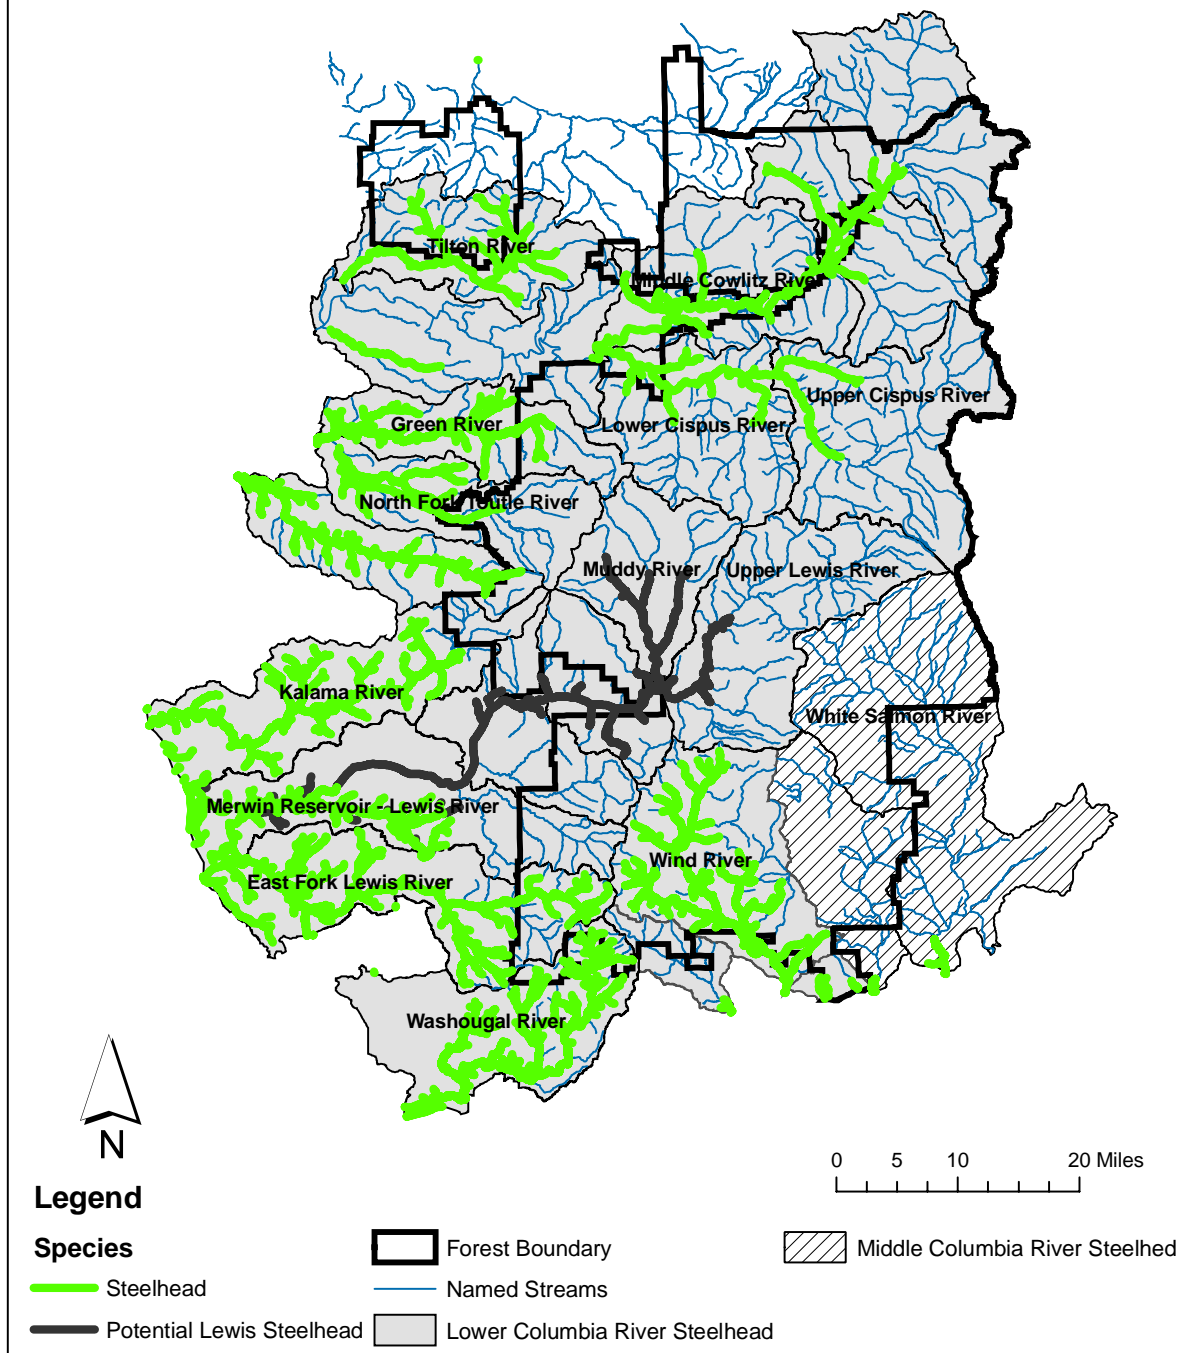 Tilton River
Middle Cowlitz River
Upper Cispus River
Green River
Lower Cispus River
North Fork Toutle River
Muddy River
Upper Lewis River
Kalama River
White Salmon River
Merwin Reservoir - Lewis River
Wind River
East Fork Lewis River
Washougal River
N
0 5 10 20 Miles
Legend
Species
Steelhead
Potential Lewis Steelhead
Forest Boundary
Named Streams
Lower Columbia River Steelhead
Middle Columbia River Steelhed